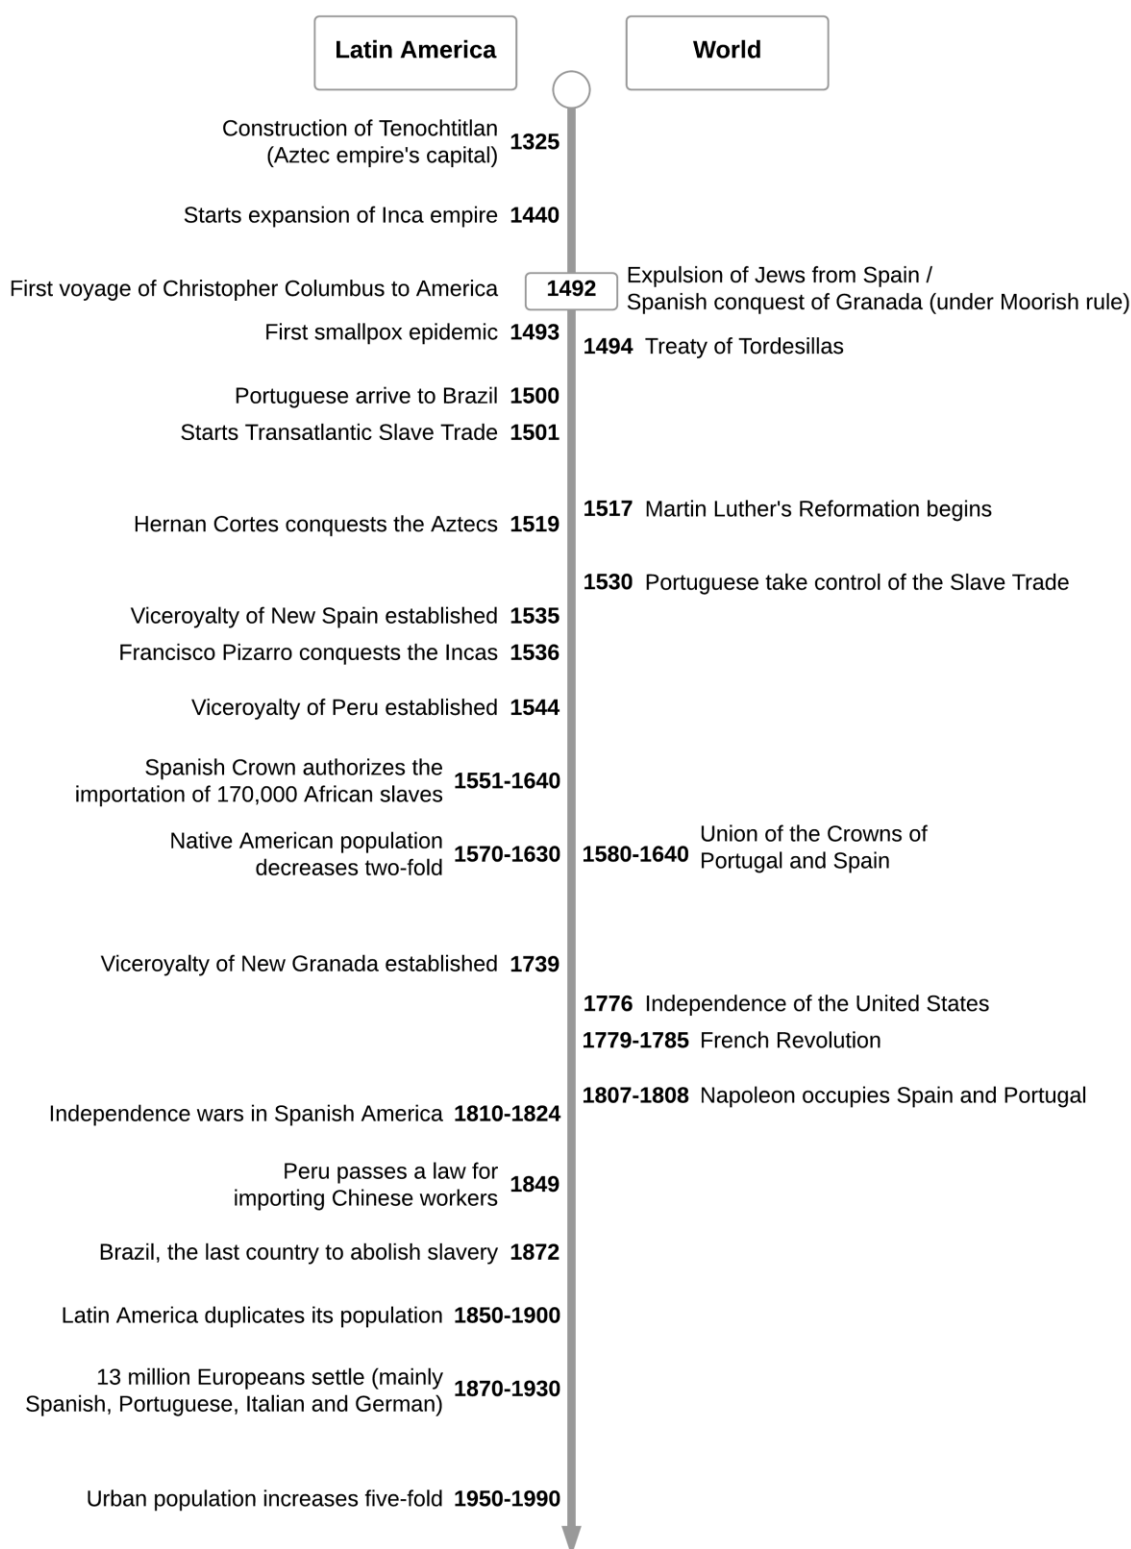 Latin America
World
Construction of Tenochtitlan
(Aztec empire's capital) 1325
Starts expansion of Inca empire 1440
First voyage of Christopher Columbus to America 1492 Expulsion of Jews from Spain /
Spanish conquest of Granada (under Moorish rule)
First smallpox epidemic 1493
1494 Treaty of Tordesillas
Portuguese arrive to Brazil 1500
Starts Transatlantic Slave Trade 1501
1517 Martin Luther's Reformation begins
Hernan Cortes conquests the Aztecs 1519
1530 Portuguese take control of the Slave Trade
Viceroyalty of New Spain established 1535
Francisco Pizarro conquests the Incas 1536
Viceroyalty of Peru established 1544
Spanish Crown authorizes the
importation of 170,000 African slaves 1551-1640
Native American population
decreases two-fold 1570-1630
1580-1640 Union of the Crowns of
Portugal and Spain
Viceroyalty of New Granada established 1739
1776 Independence of the United States
1779-1785 French Revolution
1807-1808 Napoleon occupies Spain and Portugal
Independence wars in Spanish America 1810-1824
Peru passes a law for
importing Chinese workers 1849
Brazil, the last country to abolish slavery 1872
Latin America duplicates its population 1850-1900
13 million Europeans settle (mainly
Spanish, Portuguese, Italian and German) 1870-1930
Urban population increases five-fold 1950-1990